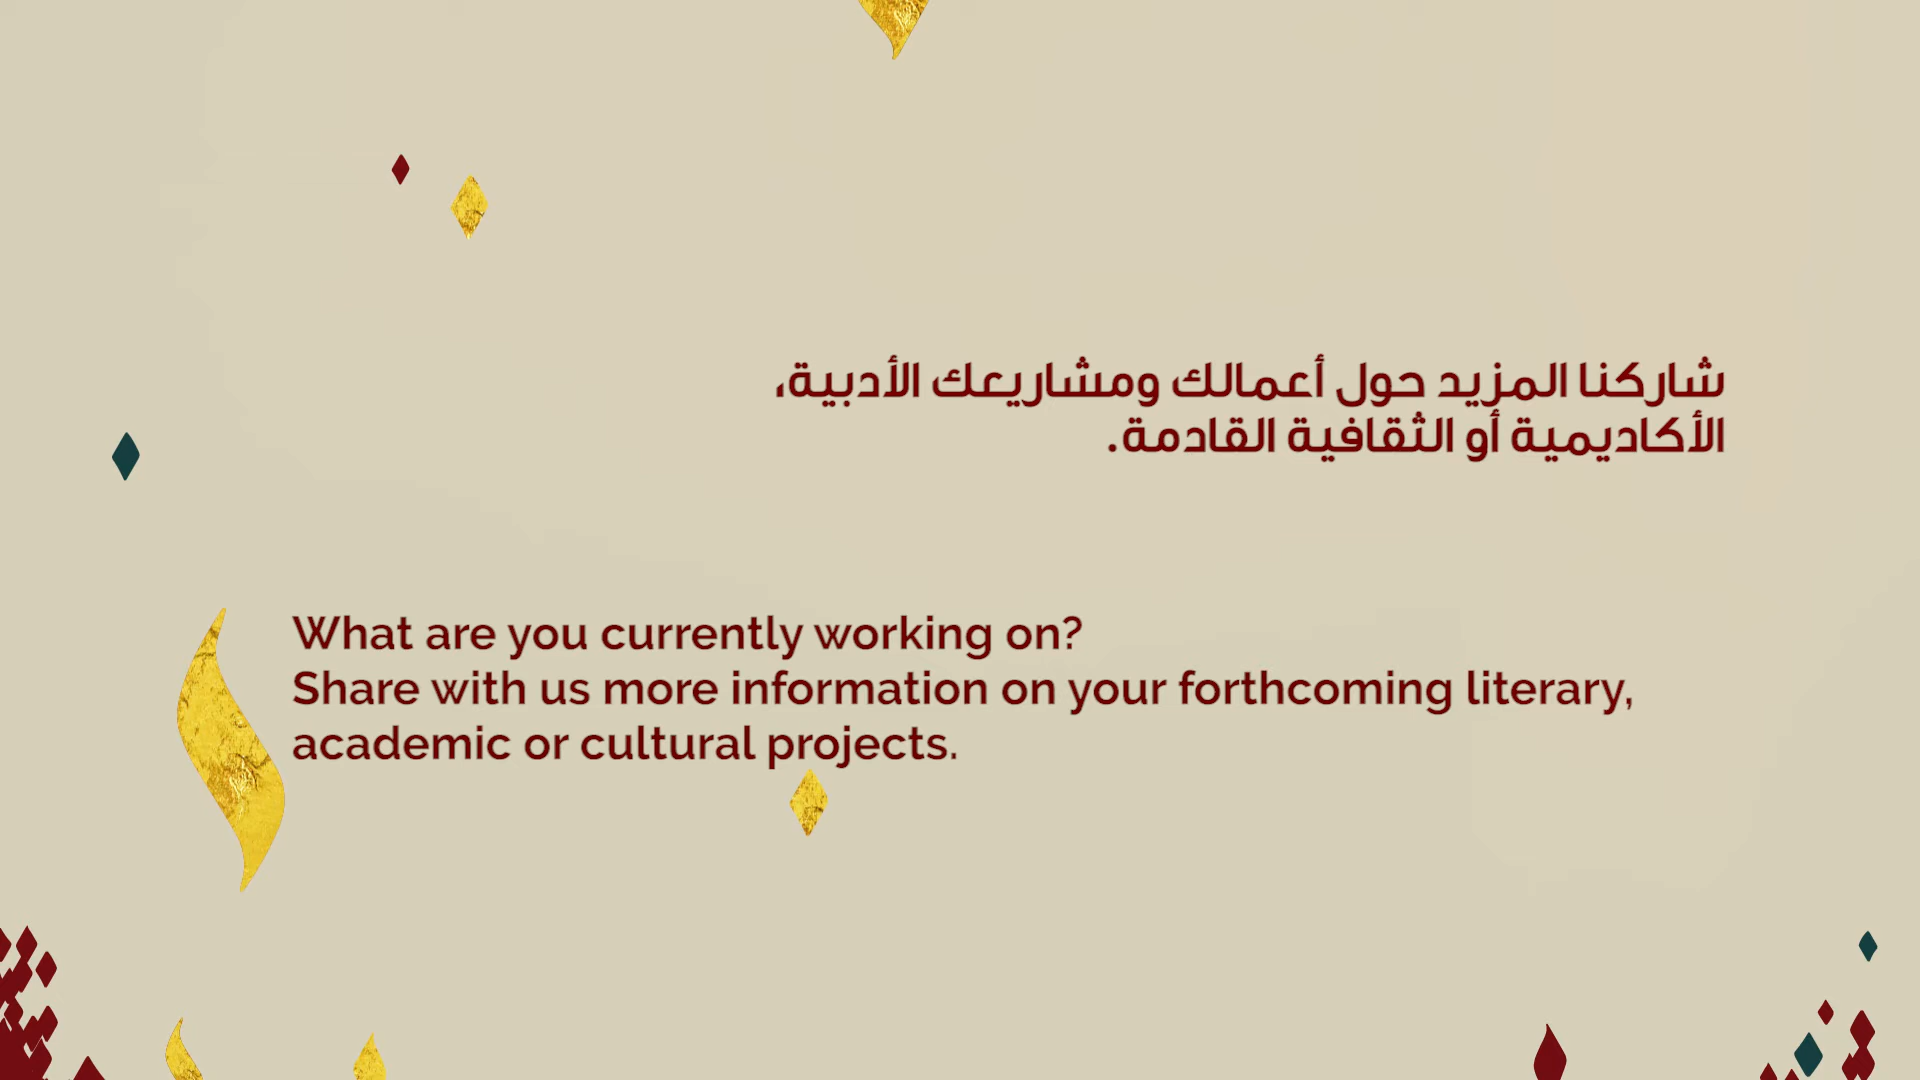 شاركنا المزيد حول أعمالك ومشاريعك الأدبية،
الأكاديمية أو الثقافية القادمة.
What are you currently working on?
Share with us more information on your forthcoming literary,
academic or cultural projects.